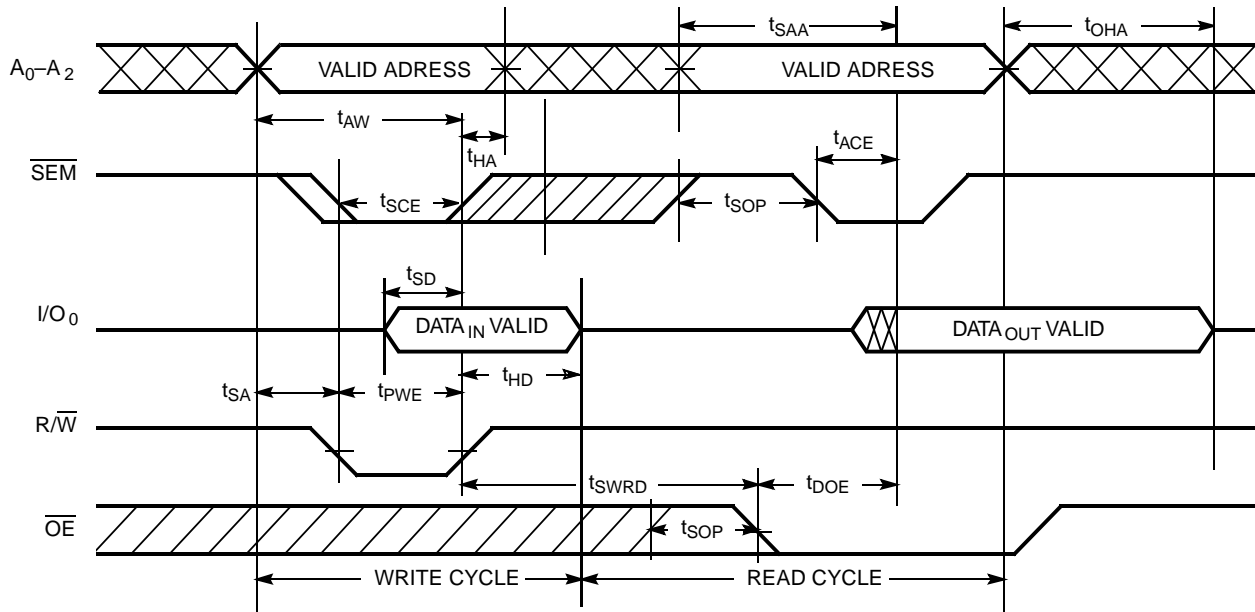 tSAA
tOHA
A0–A2
VALID ADRESS
VALID ADRESS
tAW
tHA
tACE
SEM
tSCE
tSOP
tSD
I/O0
DATAIN VALID
DATAOUT VALID
tSA
tPWE
tHD
R/W
tSWRD
tDOE
OE
tSOP
WRITE CYCLE
READ CYCLE